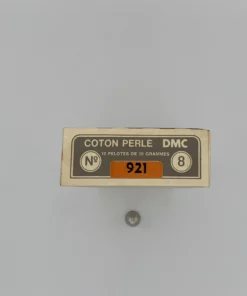 COTON PERLE DMC
10 PELOTES DE 10 GRAMMES
Nº 921 8